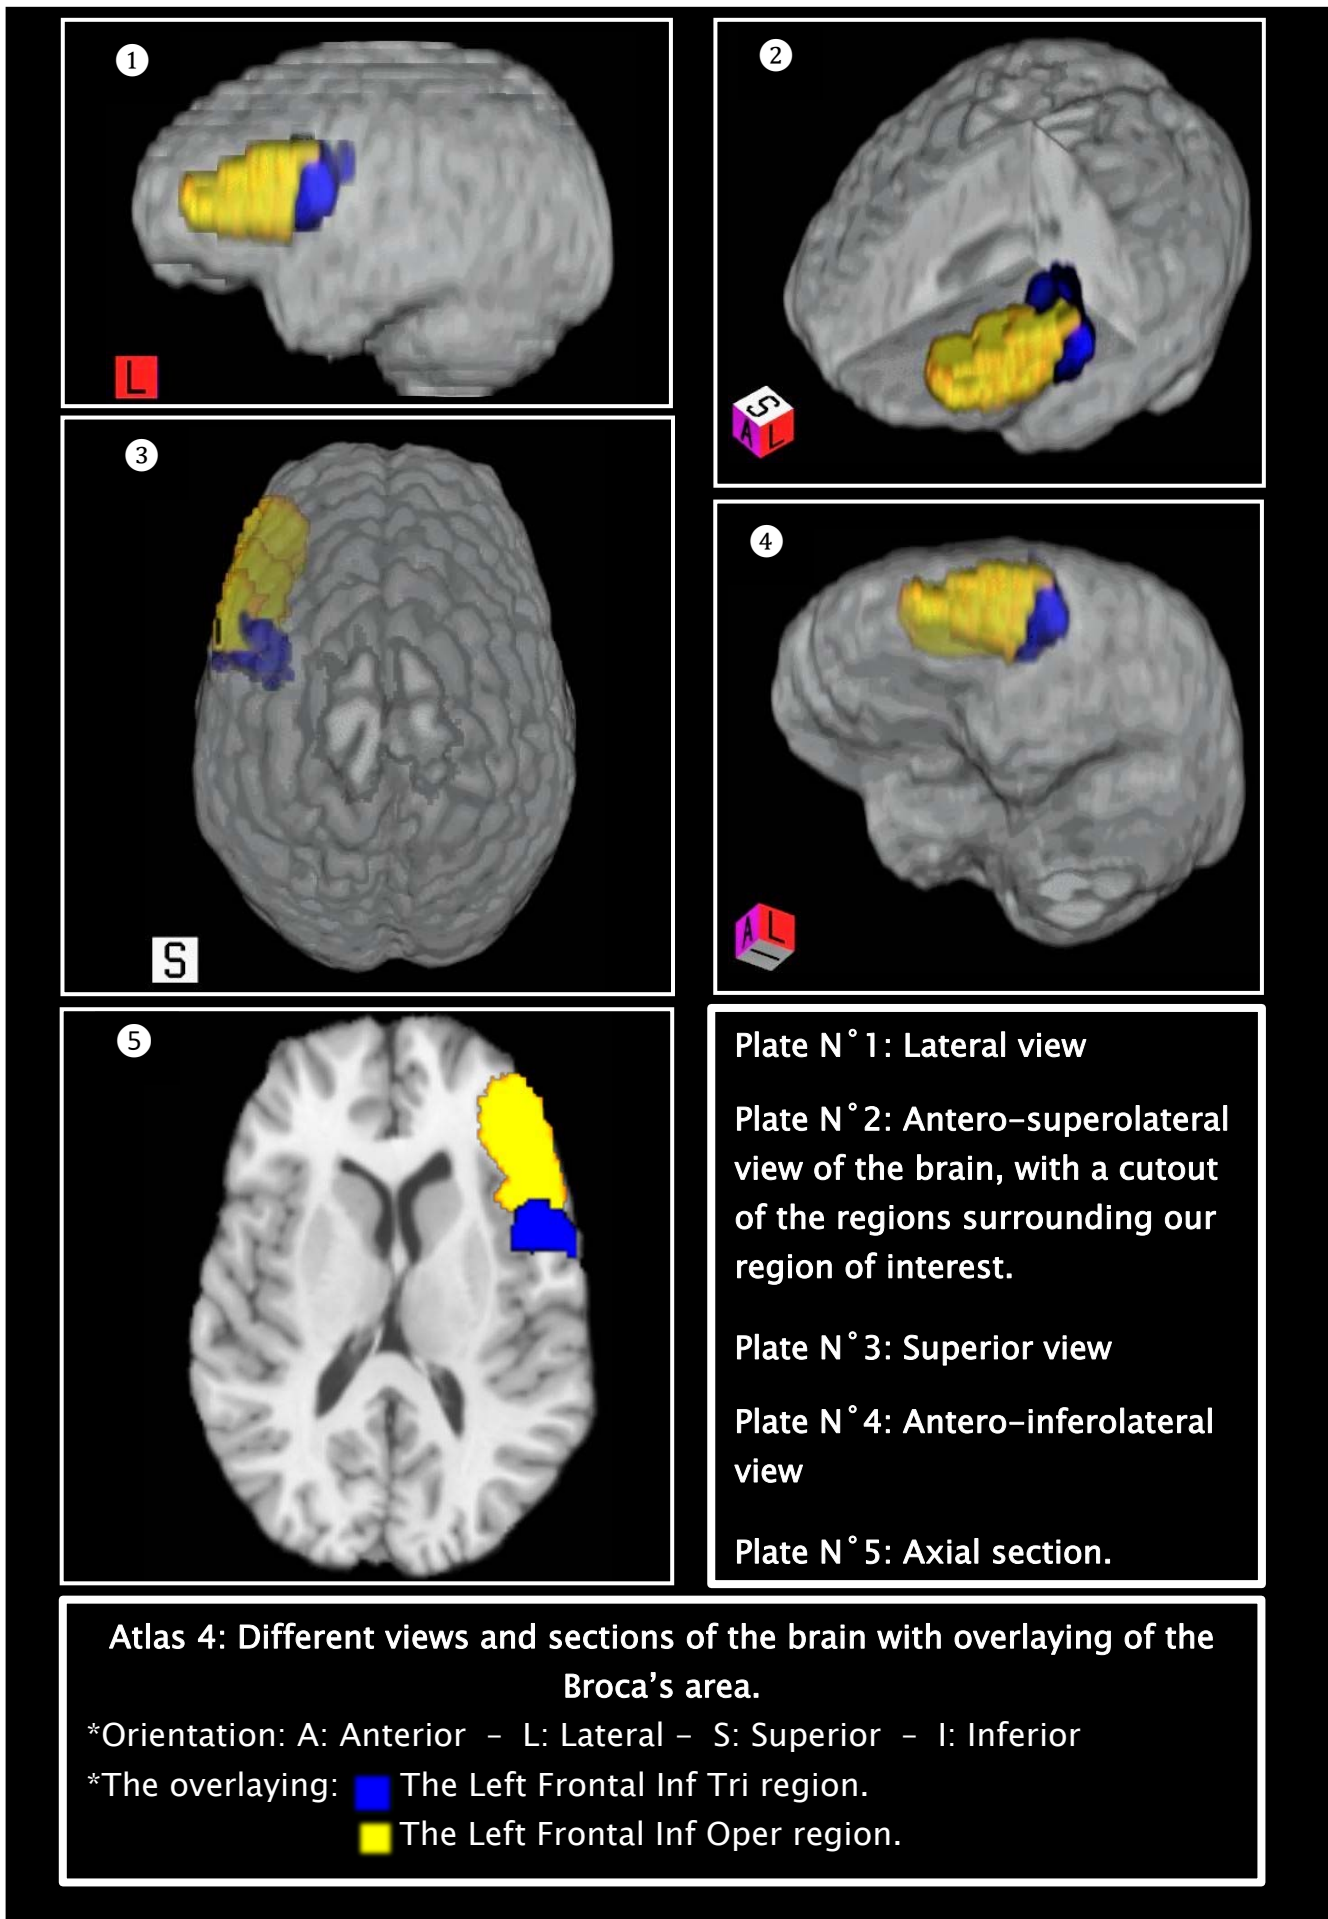 1
2
L
S
A
L
3
4
S
A
L
I
5
Plate N°1: Lateral view
Plate N°2: Antero-superolateral
view of the brain, with a cutout
of the regions surrounding our
region of interest.
Plate N°3: Superior view
Plate N°4: Antero-inferolateral
view
Plate N°5: Axial section.
Atlas 4: Different views and sections of the brain with overlaying of the
Broca's area.
*Orientation: A: Anterior - L: Lateral - S: Superior - I: Inferior
*The overlaying: The Left Frontal Inf Tri region.
The Left Frontal Inf Oper region.